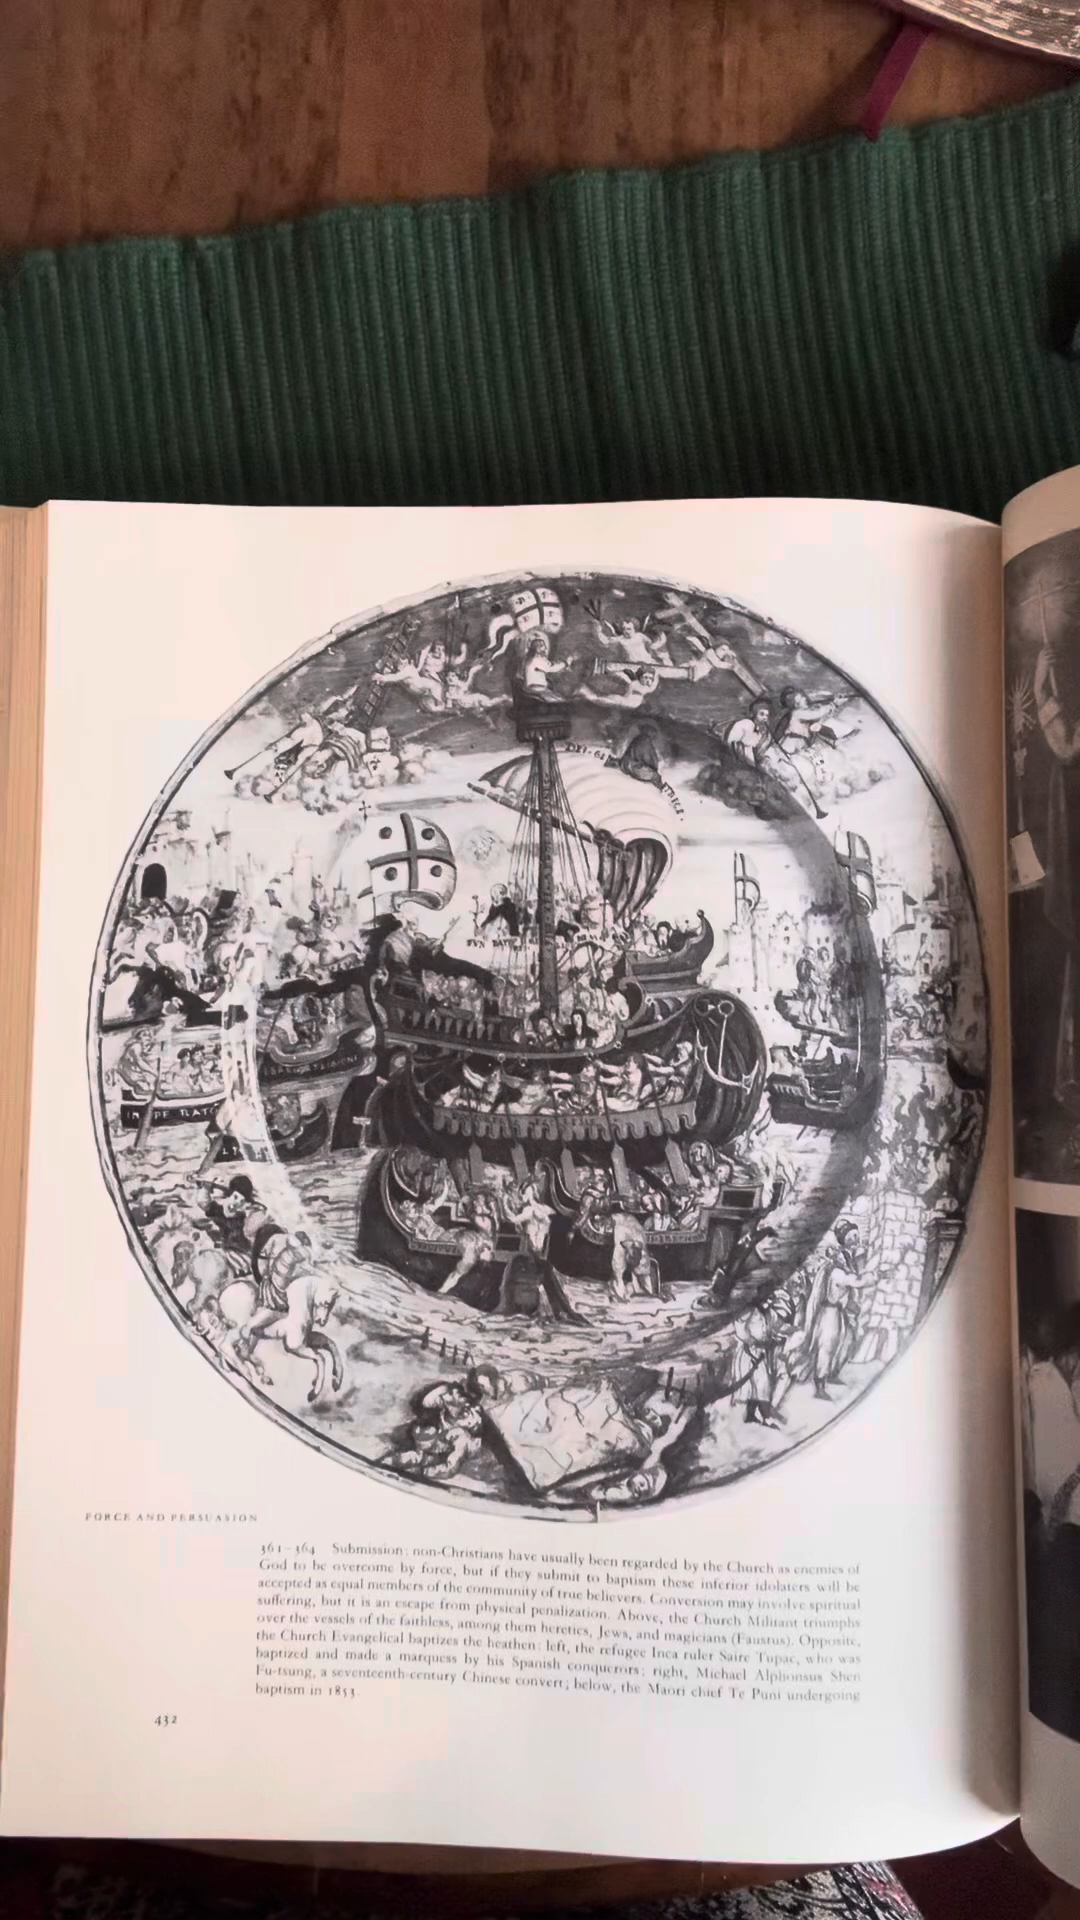 DEI·GE
FORCE AND PERSUASION
361–364 Submission: non-Christians have usually been regarded by the Church as enemies of
God to be overcome by force, but if they submit to baptism these inferior idolaters will be
accepted as equal members of the community of true believers. Conversion may involve spiritual
suffering, but it is an escape from physical penalization. Above, the Church Militant triumphs
over the vessels of the faithless, among them heretics, Jews, and magicians (Faustus). Opposite,
the Church Evangelical baptizes the heathen: left, the refugee Inca ruler Saire Tupac, who was
baptized and made a marquess by his Spanish conquerors; right, Michael Alphonsus Shen
Fu-tsung, a seventeenth-century Chinese convert; below, the Maori chief Te Puni undergoing
baptism in 1853.
432